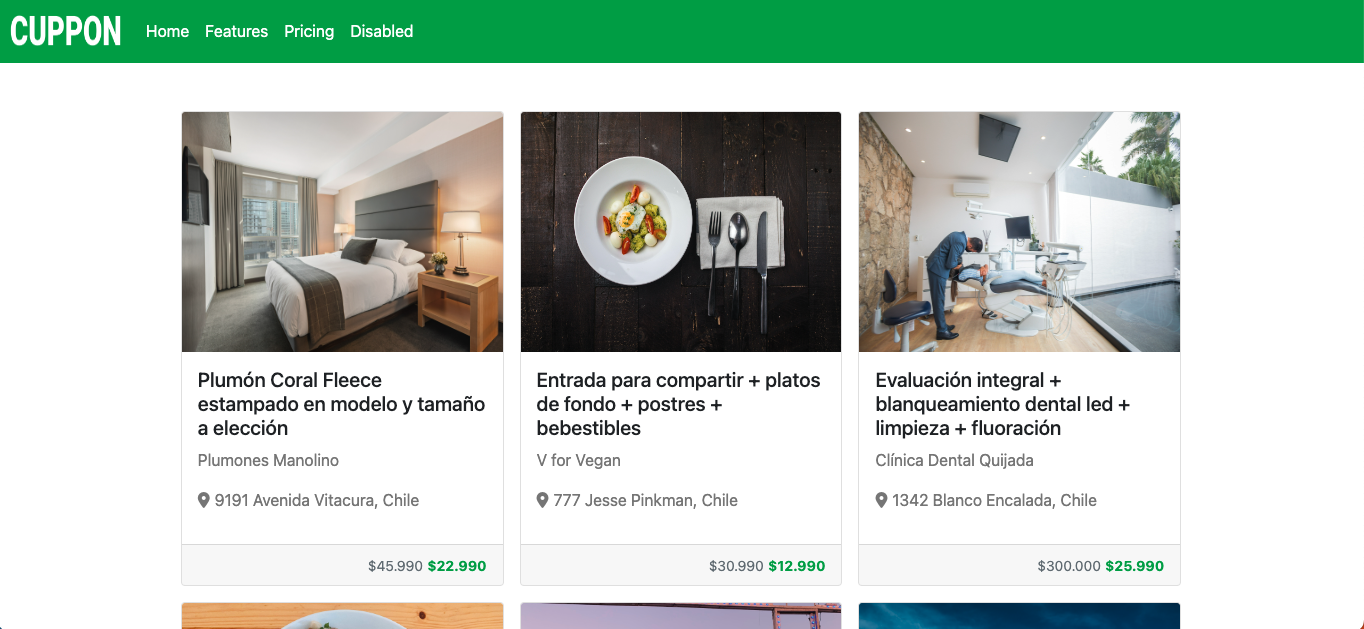 CUPPON Home Features Pricing Disabled
Plumón Coral Fleece
estampado en modelo y tamaño
a elección
Plumones Manolino
9191 Avenida Vitacura, Chile
$45.990 $22.990
Entrada para compartir + platos
de fondo + postres +
bebestibles
V for Vegan
777 Jesse Pinkman, Chile
$30.990 $12.990
Evaluación integral +
blanqueamiento dental led +
limpieza + fluoración
Clínica Dental Quijada
1342 Blanco Encalada, Chile
$300.000 $25.990